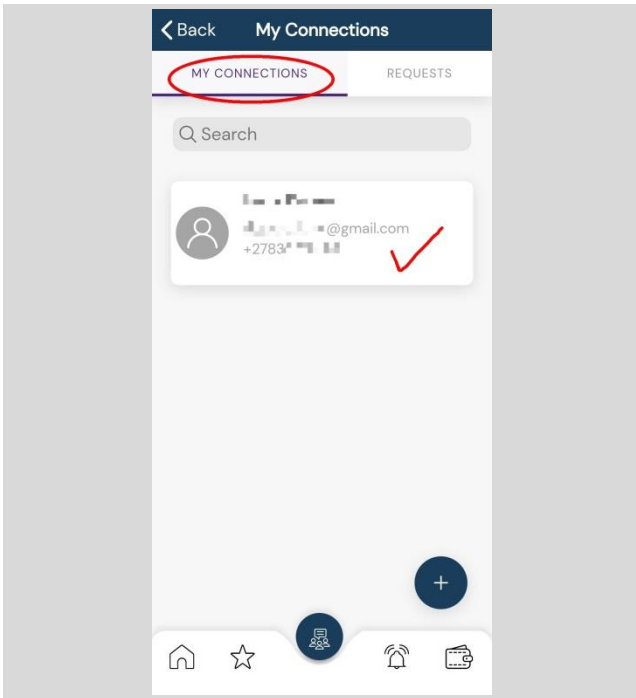 Back My Connections
MY CONNECTIONS REQUESTS
Search
@gmail.com
+2783